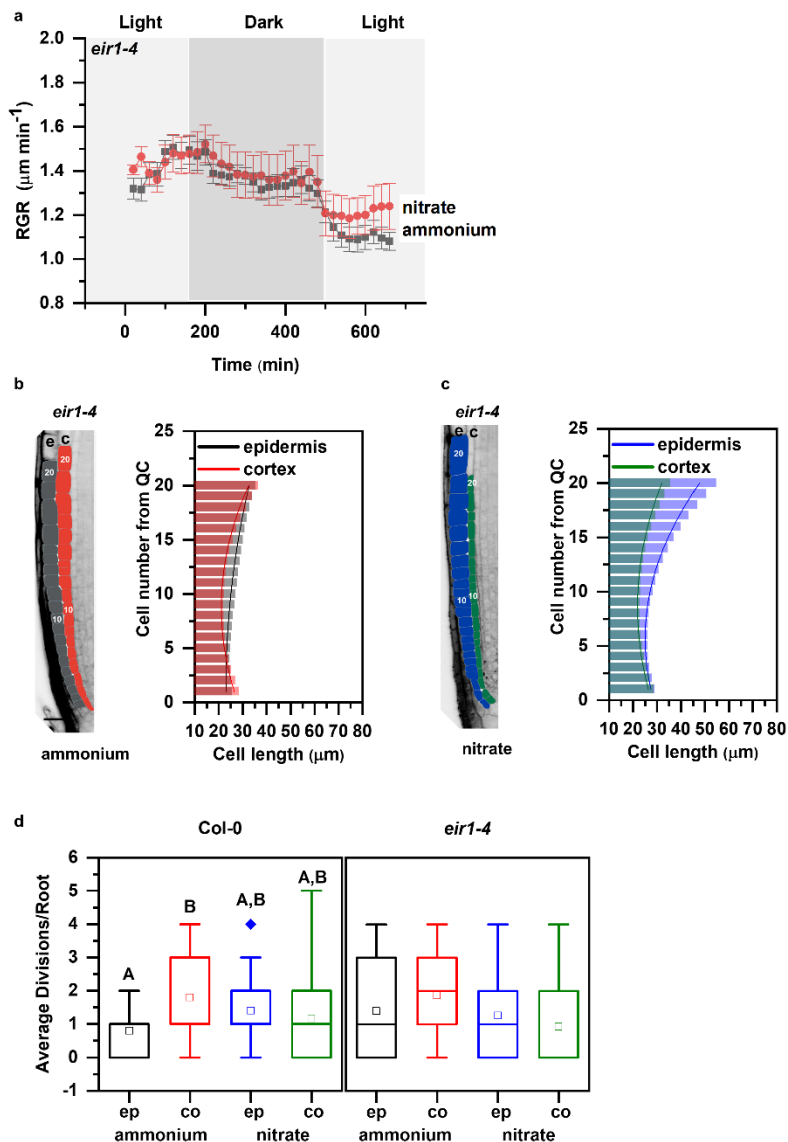 a
Light Dark Light
eir1-4
2.0
1.8
1.6
1.4
1.2
1.0
0.8
RGR (μm min⁻¹)
nitrate
ammonium
0 200 400 600
Time (min)
b
eir1-4
e c
20
10
ammonium
25
20
15
10
5
0
Cell number from QC
epidermis
cortex
10 20 30 40 50 60 70 80
Cell length (μm)
c
eir1-4
e c
20
20
10
10
nitrate
25
20
15
10
5
0
Cell number from QC
epidermis
cortex
10 20 30 40 50 60 70 80
Cell length (μm)
d
Col-0 eir1-4
6
5
4
3
2
1
0
-1
Average Divisions/Root
A B A,B A,B
ep co ep co ep co ep co
ammonium nitrate ammonium nitrate